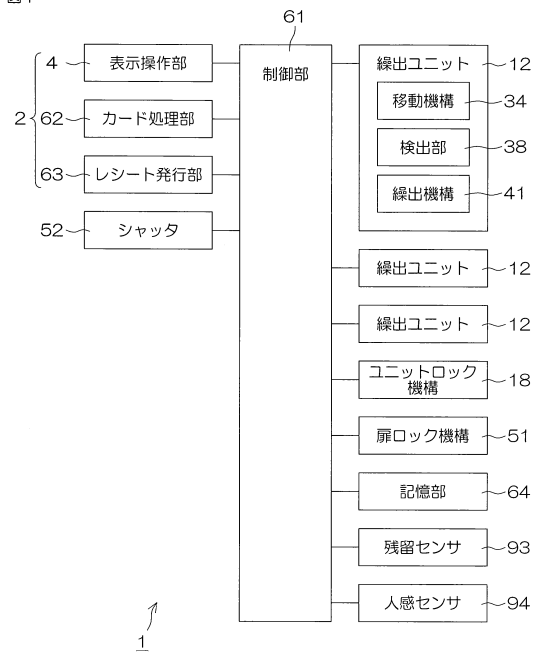 61
制御部
2
4 表示操作部
62 カード処理部
63 レシート発行部
52 シャッタ
繰出ユニット 12
移動機構 34
検出部 38
繰出機構 41
繰出ユニット 12
繰出ユニット 12
ユニットロック
機構 18
扉ロック機構 51
記憶部 64
残留センサ 93
人感センサ 94
1